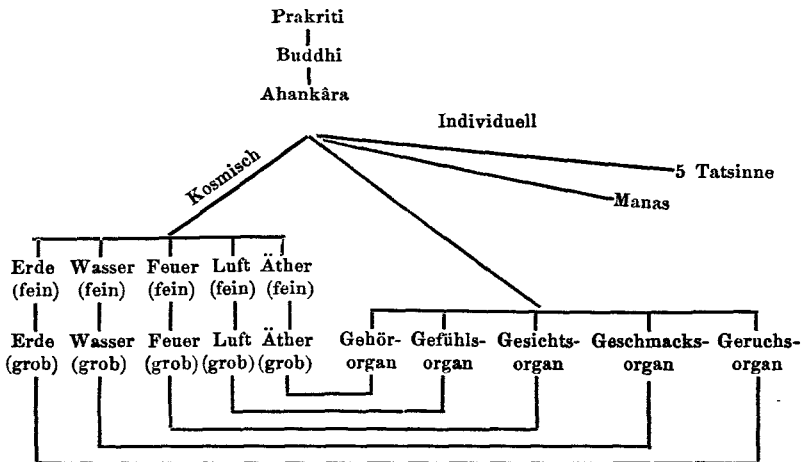 Prakriti
Buddhi
Ahankâra
Individuell
Kosmisch
5 Tatsinne
Manas
Erde Wasser Feuer Luft Äther
(fein) (fein) (fein) (fein) (fein)
Erde Wasser Feuer Luft Äther Gehör- Gefühls- Gesichts- Geschmacks- Geruchs-
(grob) (grob) (grob) (grob) (grob) organ organ organ organ organ